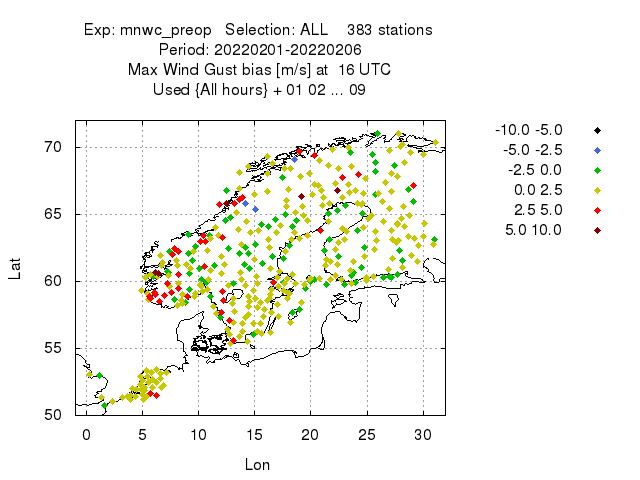 Exp: mnwc_preop   Selection: ALL    383 stations
Period: 20220201-20220206
Max Wind Gust bias [m/s] at  16 UTC
Used {All hours} + 01 02 ... 09
-10.0 -5.0
-5.0 -2.5
-2.5 0.0
0.0 2.5
2.5 5.0
5.0 10.0
70
65
60
55
50
Lat
0 5 10 15 20 25 30
Lon